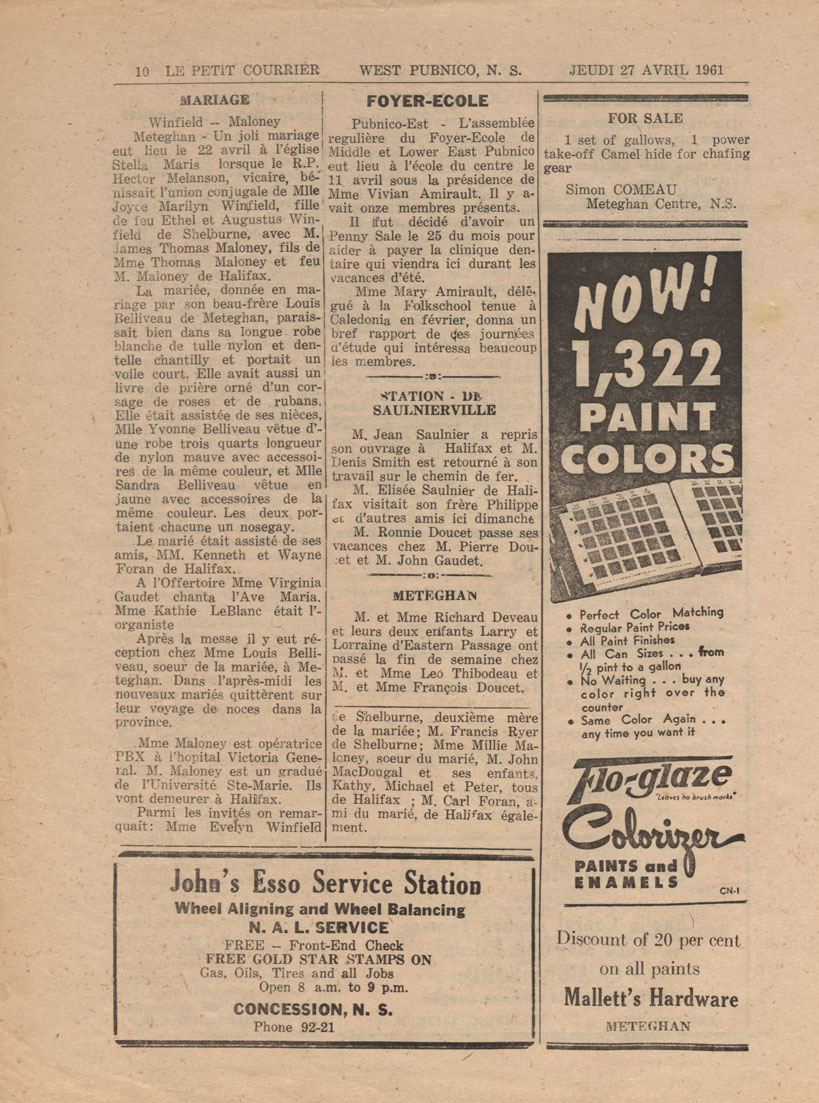 10 LE PETIT COURRIER WEST PUBNICO, N. S. JEUDI 27 AVRIL 1961
MARIAGE
Winfield -- Maloney
Meteghan - Un joli mariage
eut lieu le 22 avril à l'église
Stella Maris lorsque le R.P.
Hector Melanson, vicaire, bé-
nissait l'union conjugale de Mlle
Joyce Marilyn Winfield, fille
de feu Ethel et Augustus Win-
field de Shelburne, avec M.
James Thomas Maloney, fils de
Mme Thomas Maloney et feu
M. Maloney de Halifax.
La mariée, donnée en ma-
riage par son beau-frère Louis
Belliveau de Meteghan, parais-
sait bien dans sa longue robe
blanche de tulle nylon et den-
telle chantilly et portait un
voile court. Elle avait aussi un
livre de prière orné d'un cor-
sage de roses et de rubans.
Elle était assistée de ses nièces,
Mlle Yvonne Belliveau vêtue d'-
une robe trois quarts longueur
de nylon mauve avec accessoi-
res de la même couleur, et Mlle
Sandra Belliveau vêtue en
jaune avec accessoires de la
même couleur. Les deux por-
taient chacune un nosegay.
Le marié était assisté de ses
amis, MM. Kenneth et Wayne
Foran de Halifax.
A l'Offertoire Mme Virginia
Gaudet chanta l'Ave Maria.
Mme Kathie LeBlanc était l'-
organiste
Après la messe il y eut ré-
ception chez Mme Louis Belli-
veau, soeur de la mariée, à Me-
teghan. Dans l'après-midi les
nouveaux mariés quittèrent sur
leur voyage de noces dans la
province.
Mme Maloney est opératrice
PBX à l'hopital Victoria Gene-
ral. M. Maloney est un gradué
de l'Université Ste-Marie. Ils
vont demeurer à Halifax.
Parmi les invités on remar-
quait: Mme Evelyn Winfield
FOYER-ECOLE
Pubnico-Est - L'assemblée
regulière du Foyer-Ecole de
Middle et Lower East Pubnico
eut lieu à l'école du centre le
11 avril sous la présidence de
Mme Vivian Amirault. Il y a-
vait onze membres présents.
Il fut décidé d'avoir un
Penny Sale le 25 du mois pour
aider à payer la clinique den-
taire qui viendra ici durant les
vacances d'été.
Mme Mary Amirault, délé-
gué à la Folkschool tenue à
Caledonia en février, donna un
bref rapport de ces journées
d'étude qui intéressa beaucoup
les membres.
:o:
STATION - DE
SAULNIERVILLE
M. Jean Saulnier a repris
son ouvrage à Halifax et M.
Denis Smith est retourné à son
travail sur le chemin de fer.
M. Elisée Saulnier de Hali-
fax visitait son frère Philippe
et d'autres amis ici dimanche
M. Ronnie Doucet passe ses
vacances chez M. Pierre Dou-
cet et M. John Gaudet.
:o:
METEGHAN
M. et Mme Richard Deveau
et leurs deux enfants Larry et
Lorraine d'Eastern Passage ont
passé la fin de semaine chez
M. et Mme Leo Thibodeau et
M. et Mme François Doucet.
de Shelburne, deuxième mère
de la mariée; M. Francis Ryer
de Shelburne; Mme Millie Ma-
loney, soeur du marié, M. John
MacDougal et ses enfants,
Kathy, Michael et Peter, tous
de Halifax ; M. Carl Foran, a-
mi du marié, de Halifax égale-
ment.
FOR SALE
1 set of gallows, 1 power
take-off Camel hide for chafing
gear
Simon COMEAU
Meteghan Centre, N.S.
NOW!
1,322
PAINT
COLORS
• Perfect Color Matching
• Regular Paint Prices
• All Paint Finishes
• All Can Sizes . . . from
1/2 pint to a gallon
• No Waiting . . . buy any
color right over the
counter
• Same Color Again . . .
any time you want it
Flo-glaze
"Leaves no brush marks"
Colorizer
PAINTS and
ENAMELS
CN-1
Discount of 20 per cent
on all paints
Mallett's Hardware
METEGHAN
John's Esso Service Station
Wheel Aligning and Wheel Balancing
N. A. L. SERVICE
FREE -- Front-End Check
FREE GOLD STAR STAMPS ON
Gas, Oils, Tires and all Jobs
Open 8 a.m. to 9 p.m.
CONCESSION, N. S.
Phone 92-21